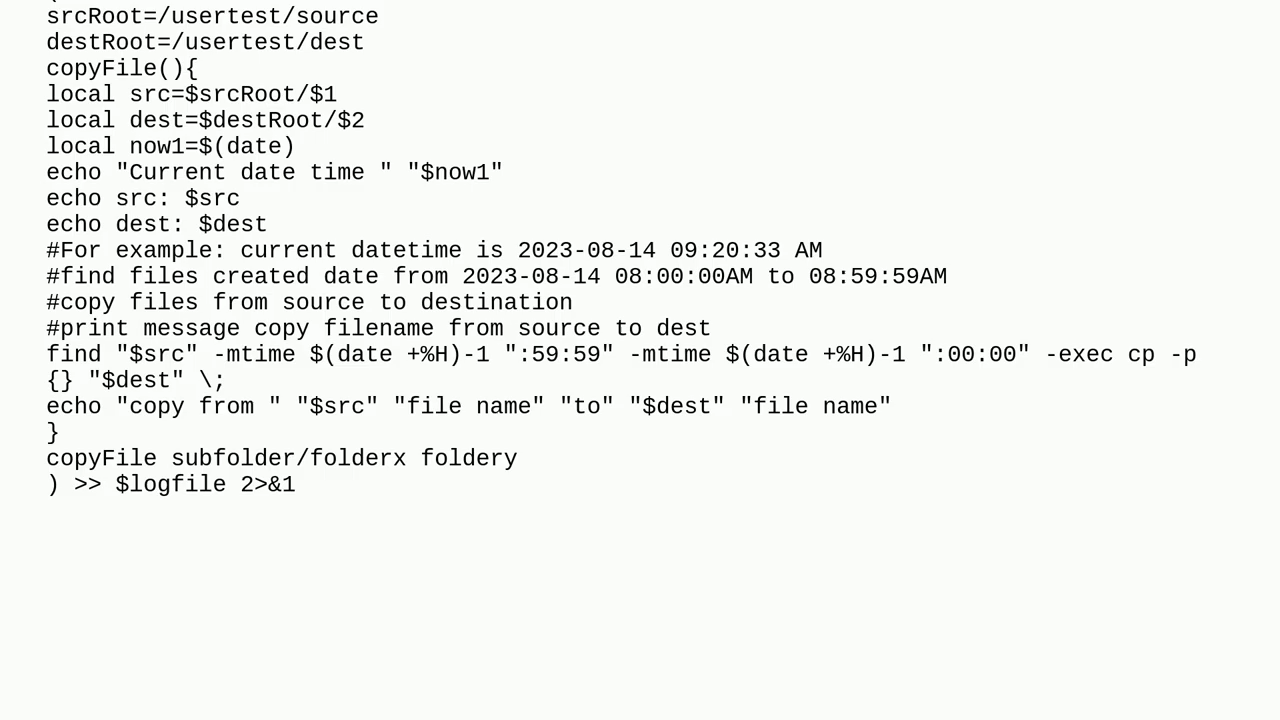 srcRoot=/usertest/source
destRoot=/usertest/dest
copyFile(){
local src=$srcRoot/$1
local dest=$destRoot/$2
local now1=$(date)
echo "Current date time " "$now1"
echo src: $src
echo dest: $dest
#For example: current datetime is 2023-08-14 09:20:33 AM
#find files created date from 2023-08-14 08:00:00AM to 08:59:59AM
#copy files from source to destination
#print message copy filename from source to dest
find "$src" -mtime $(date +%H)-1 ":59:59" -mtime $(date +%H)-1 ":00:00" -exec cp -p
{} "$dest" \;
echo "copy from " "$src" "file name" "to" "$dest" "file name"
}
copyFile subfolder/folderx foldery
) >> $logfile 2>&1